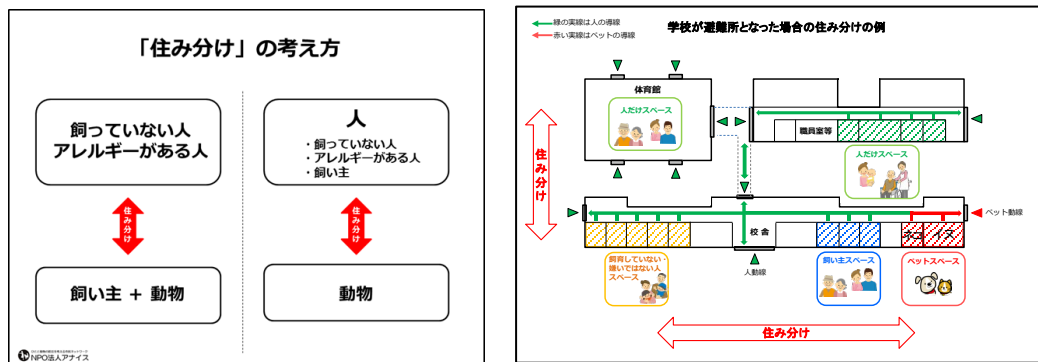 「住み分け」の考え方
飼っていない人
アレルギーがある人
住み分け
飼い主 + 動物
人
・飼っていない人
・アレルギーがある人
・飼い主
住み分け
動物
NPO法人アナイス
学校が避難所となった場合の住み分けの例
緑の実線は人の導線
赤い実線はペットの導線
体育館
人だけスペース
職員室等
人だけスペース
住み分け
ペット動線
ネコ イヌ
校舎
人動線
飼育していない・
嫌いではない人
スペース
飼い主スペース
ペットスペース
住み分け